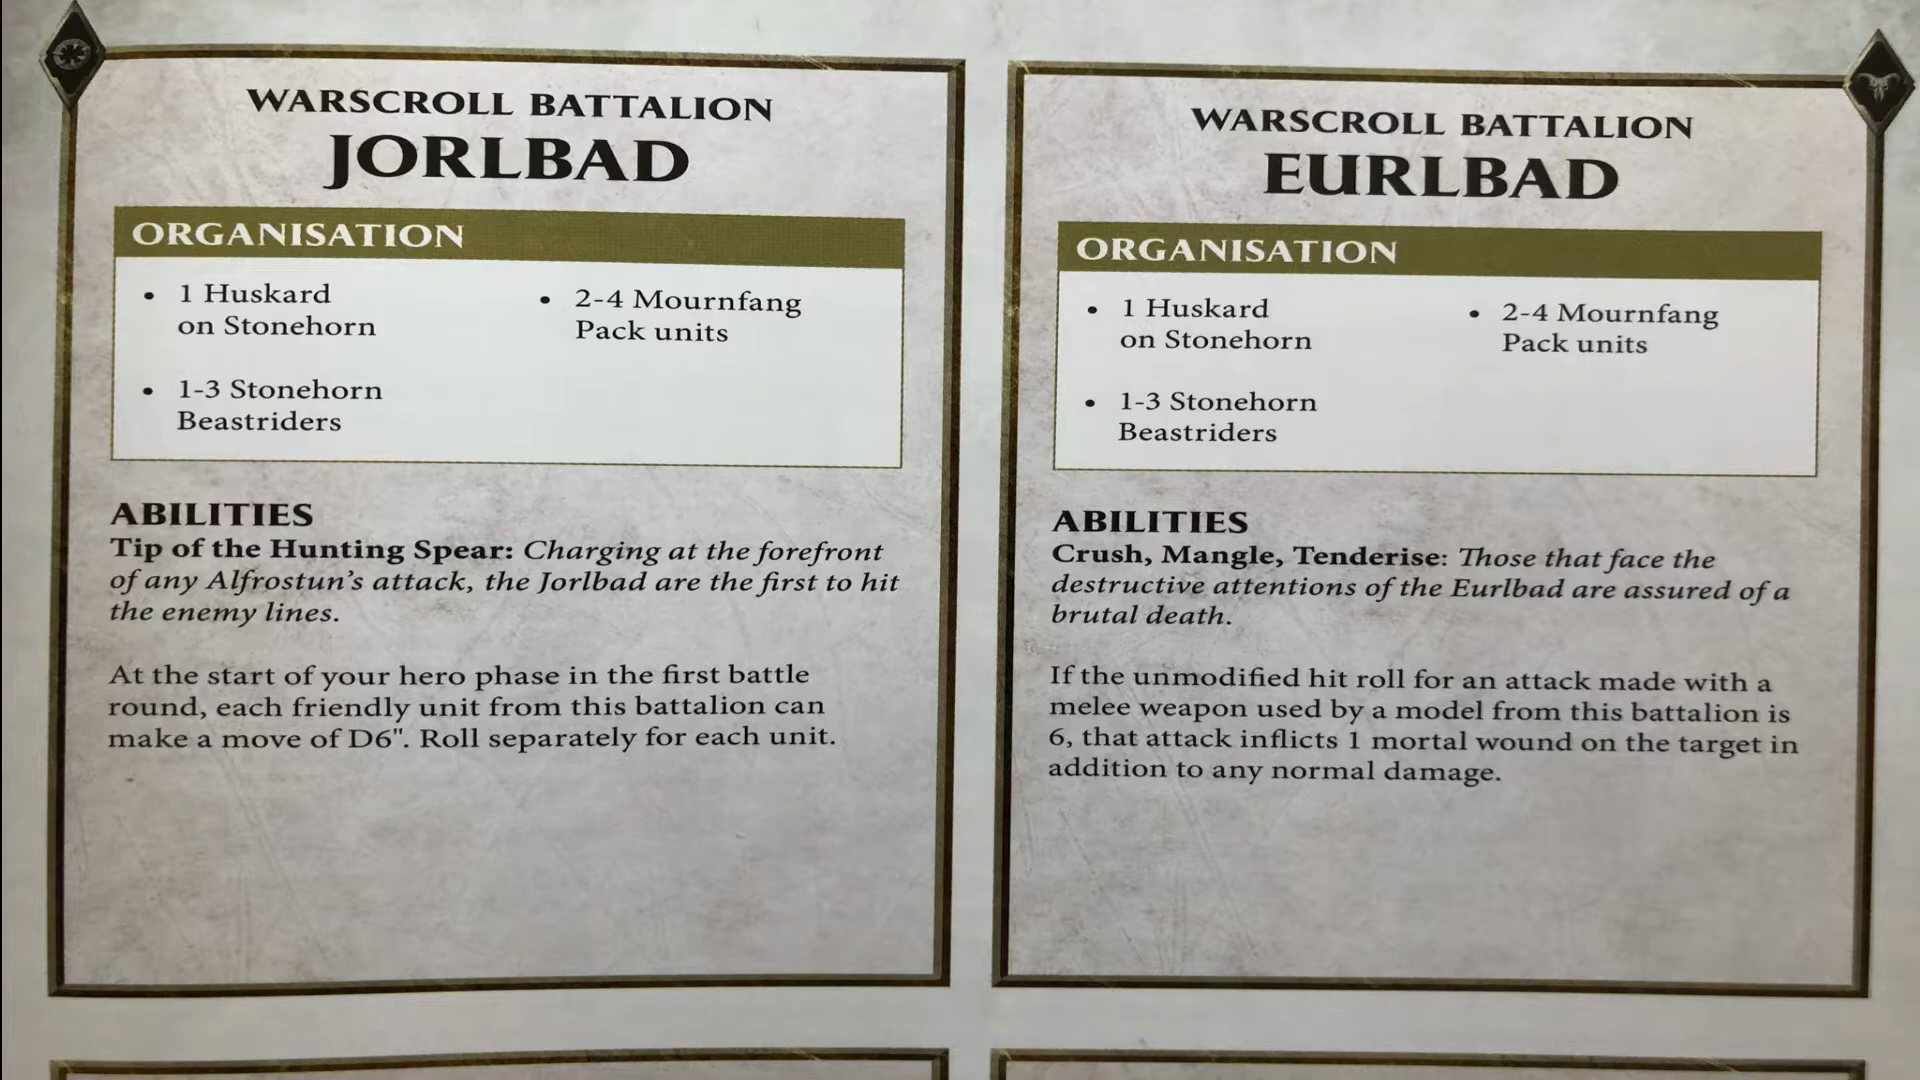 WARSCROLL BATTALION
JORLBAD
ORGANISATION
• 1 Huskard
on Stonehorn
• 1-3 Stonehorn
Beastriders
• 2-4 Mournfang
Pack units
ABILITIES
Tip of the Hunting Spear: Charging at the forefront
of any Alfrostun's attack, the Jorlbad are the first to hit
the enemy lines.
At the start of your hero phase in the first battle
round, each friendly unit from this battalion can
make a move of D6". Roll separately for each unit.
WARSCROLL BATTALION
EURLBAD
ORGANISATION
• 1 Huskard
on Stonehorn
• 1-3 Stonehorn
Beastriders
• 2-4 Mournfang
Pack units
ABILITIES
Crush, Mangle, Tenderise: Those that face the
destructive attentions of the Eurlbad are assured of a
brutal death.
If the unmodified hit roll for an attack made with a
melee weapon used by a model from this battalion is
6, that attack inflicts 1 mortal wound on the target in
addition to any normal damage.